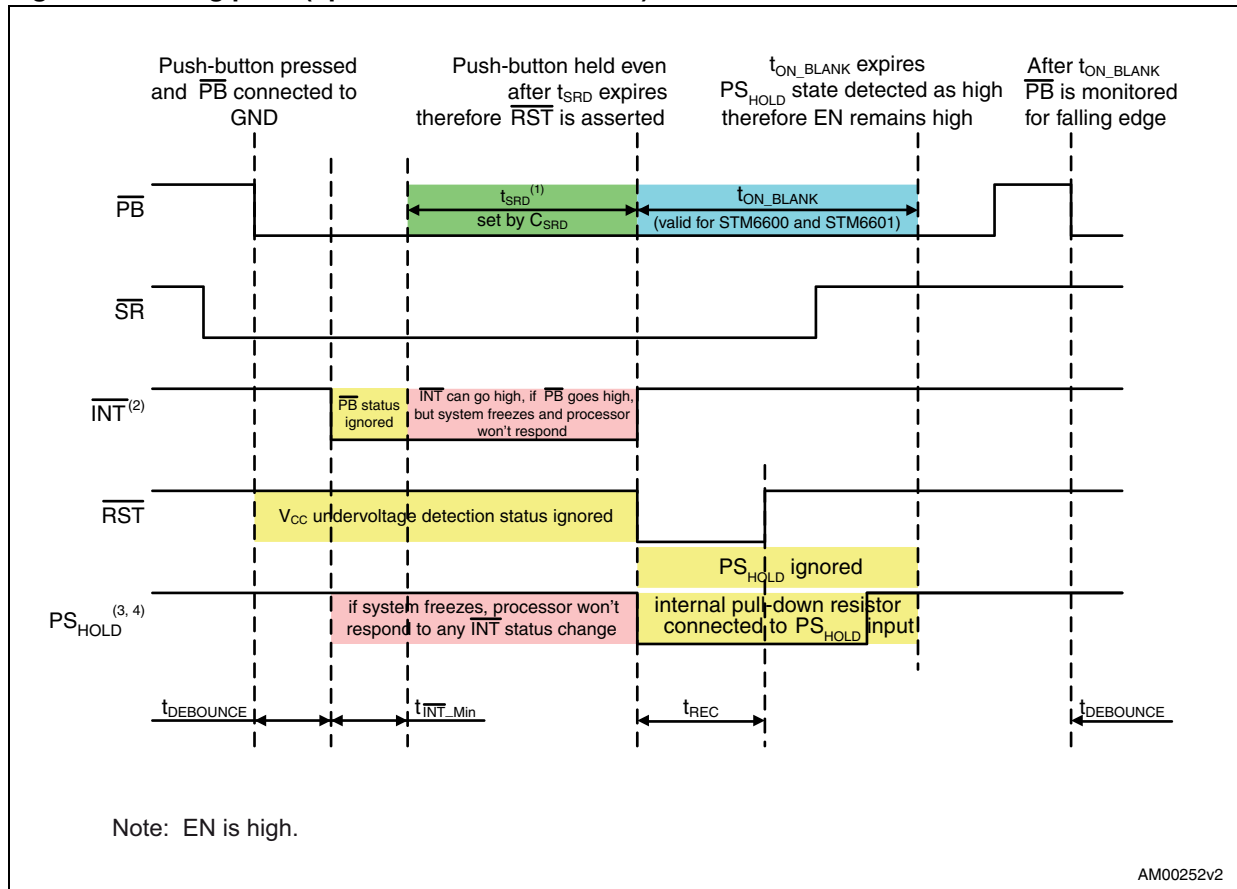 Push-button pressed
and PB connected to
GND
Push-button held even
after tSRD expires
therefore RST is asserted
tON_BLANK expires
PSHOLD state detected as high
therefore EN remains high
After tON_BLANK
PB is monitored
for falling edge
PB
tSRD(1)
set by CSRD
tON_BLANK
(valid for STM6600 and STM6601)
SR
INT(2)
PB status
ignored
INT can go high, if PB goes high,
but system freezes and processor
won't respond
RST
VCC undervoltage detection status ignored
PSHOLD ignored
PSHOLD(3, 4)
if system freezes, processor won't
respond to any INT status change
internal pull-down resistor
connected to PSHOLD input
tDEBOUNCE
tINT_Min
tREC
tDEBOUNCE
Note: EN is high.
AM00252v2